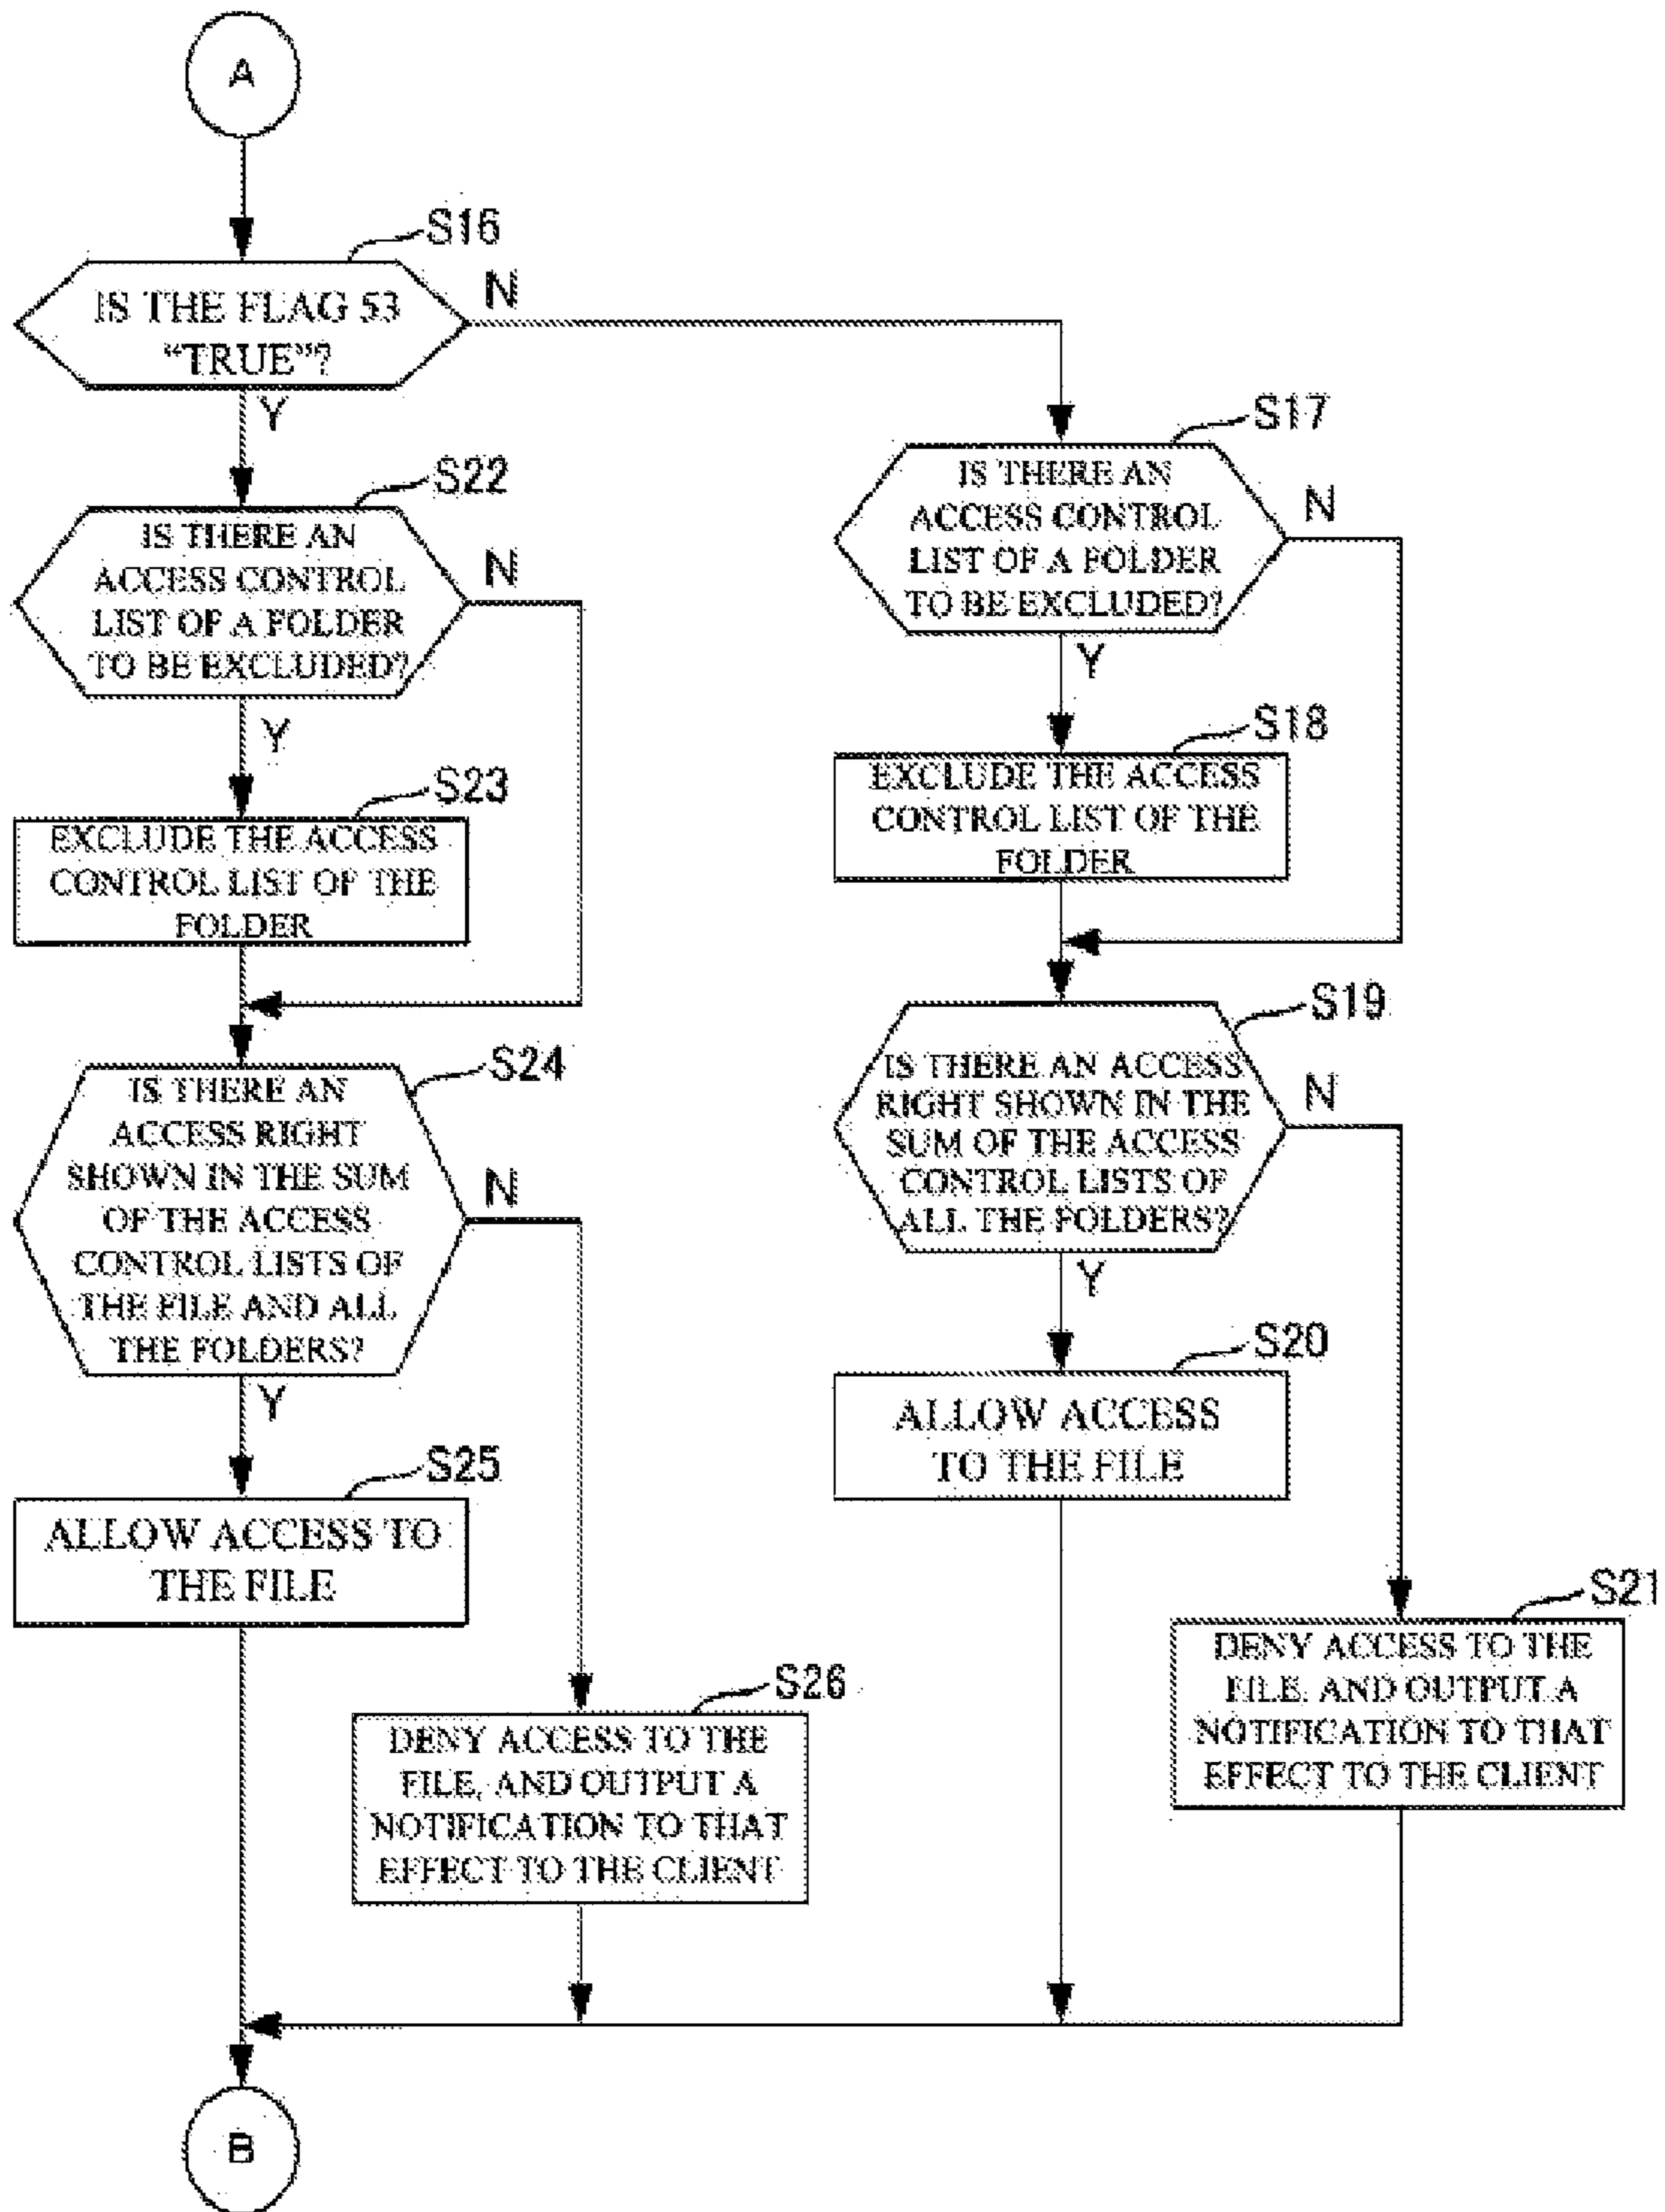 A
S16
IS THE FLAG 53
“TRUE”?
N
Y
S22
IS THERE AN
ACCESS CONTROL
LIST OF A FOLDER
TO BE EXCLUDED?
N
Y
S23
EXCLUDE THE ACCESS
CONTROL LIST OF THE
FOLDER
S24
IS THERE AN
ACCESS RIGHT
SHOWN IN THE SUM
OF THE ACCESS
CONTROL LISTS OF
THE FILE AND ALL
THE FOLDERS?
N
Y
S25
ALLOW ACCESS TO
THE FILE
S26
DENY ACCESS TO THE
FILE, AND OUTPUT A
NOTIFICATION TO THAT
EFFECT TO THE CLIENT
S17
IS THERE AN
ACCESS CONTROL
LIST OF A FOLDER
TO BE EXCLUDED?
N
Y
S18
EXCLUDE THE ACCESS
CONTROL LIST OF THE
FOLDER
S19
IS THERE AN ACCESS
RIGHT SHOWN IN THE
SUM OF THE ACCESS
CONTROL LISTS OF
ALL THE FOLDERS?
N
Y
S20
ALLOW ACCESS
TO THE FILE
S21
DENY ACCESS TO THE
FILE, AND OUTPUT A
NOTIFICATION TO THAT
EFFECT TO THE CLIENT
B